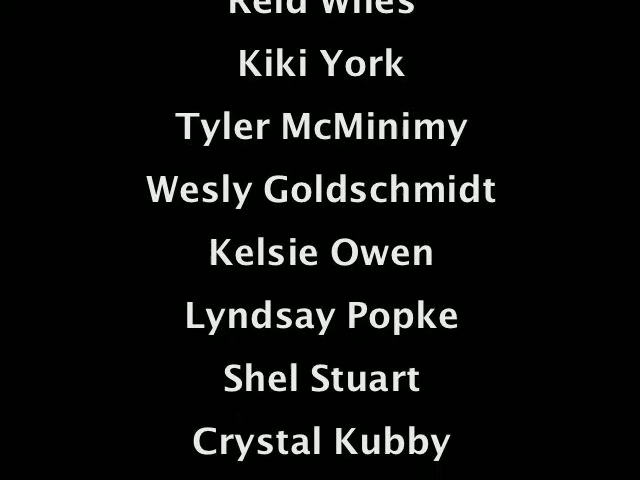 Kiki York
Tyler McMinimy
Wesly Goldschmidt
Kelsie Owen
Lyndsay Popke
Shel Stuart
Crystal Kubby